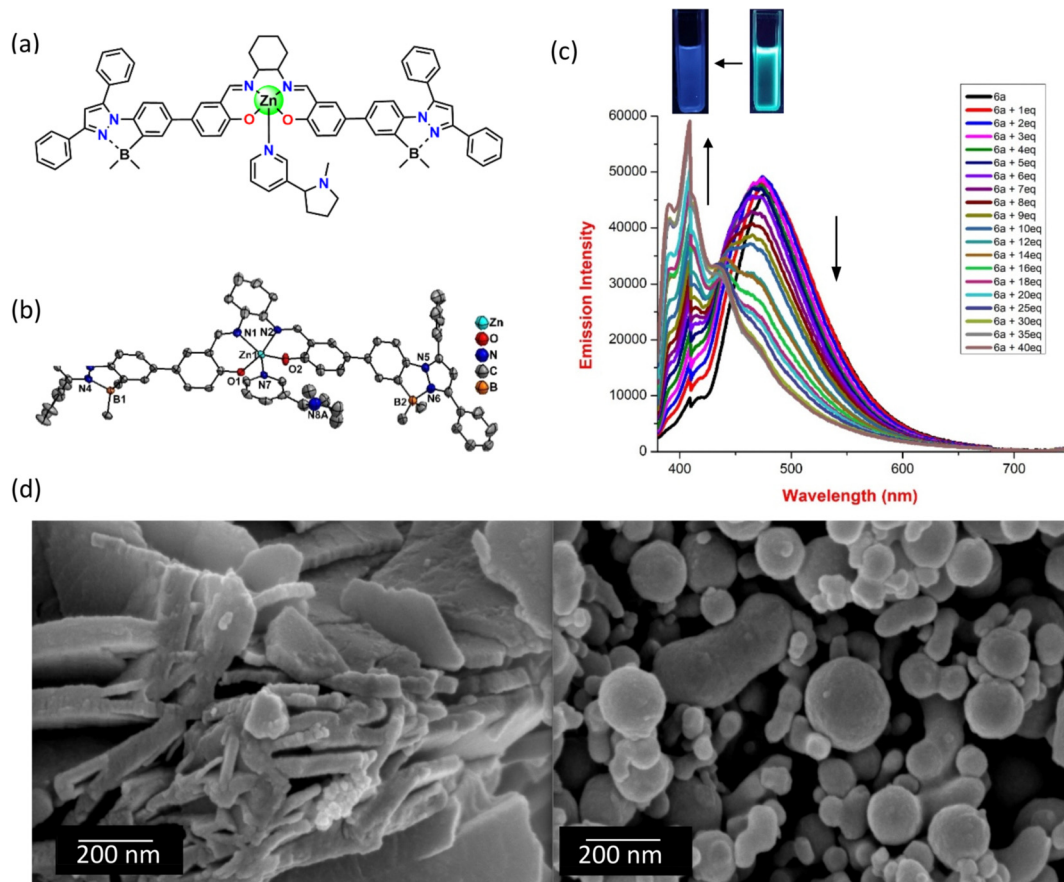 (a)
N
N
Zn
N
N
O
O
N
N
B
B
N
N
(b)
N1
N2
Zn1
O2
O1
N7
N4
B1
N8A
N5
N6
B2
Zn
O
N
C
B
(c)
6a
6a + 1eq
6a + 2eq
6a + 3eq
6a + 4eq
6a + 5eq
6a + 6eq
6a + 7eq
6a + 8eq
6a + 9eq
6a + 10eq
6a + 12eq
6a + 14eq
6a + 16eq
6a + 18eq
6a + 20eq
6a + 25eq
6a + 30eq
6a + 35eq
6a + 40eq
60000
50000
40000
30000
20000
10000
0
Emission Intensity
400 500 600 700
Wavelength (nm)
(d)
200 nm
200 nm